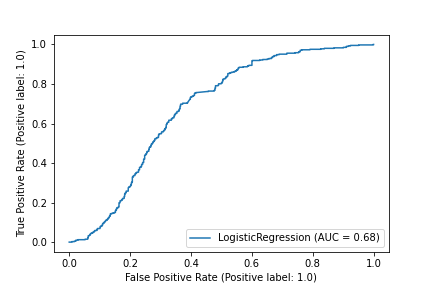 1.0
0.8
0.6
0.4
0.2
0.0
True Positive Rate (Positive label: 1.0)
LogisticRegression (AUC = 0.68)
0.0 0.2 0.4 0.6 0.8 1.0
False Positive Rate (Positive label: 1.0)